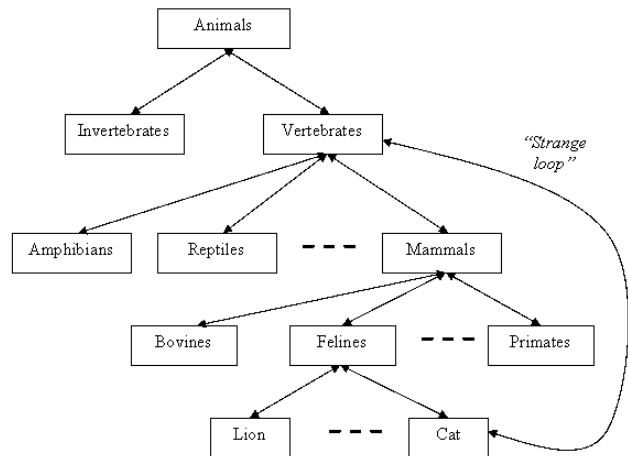 Animals
Invertebrates
Vertebrates
“Strange
loop”
Amphibians
Reptiles
Mammals
Bovines
Felines
Primates
Lion
Cat